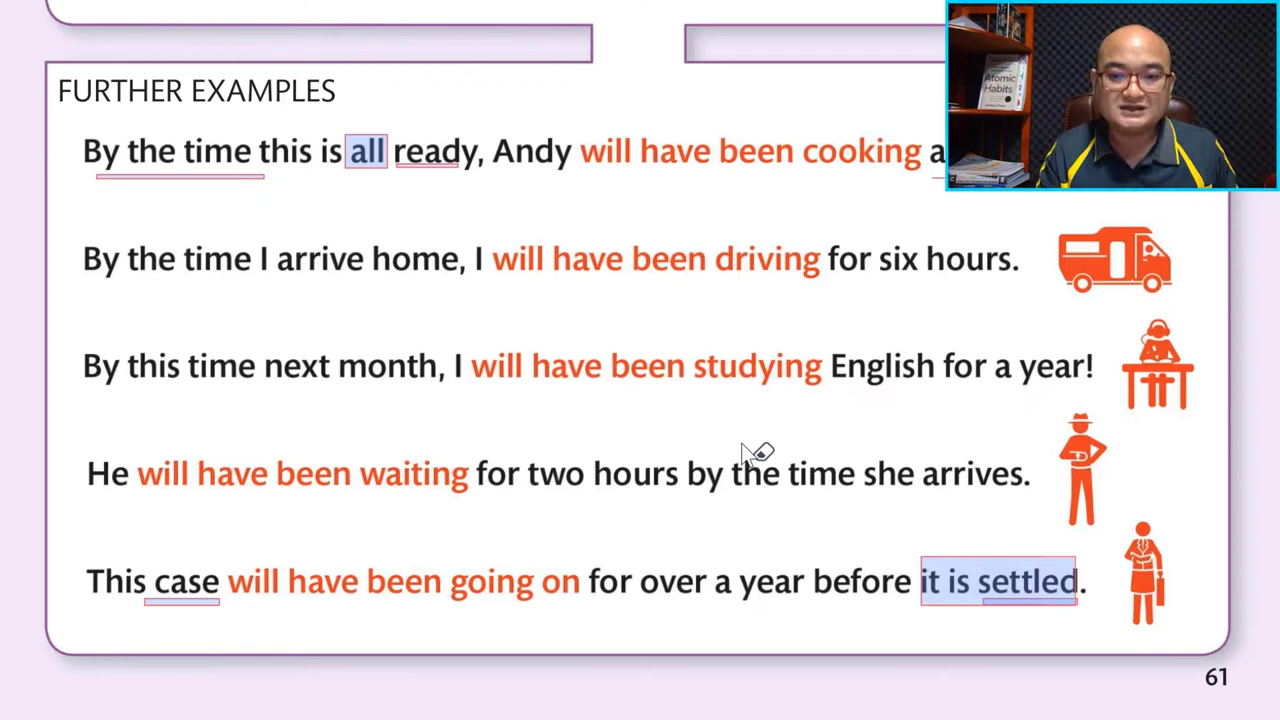 FURTHER EXAMPLES
By the time this is all ready, Andy will have been cooking
Atomic
Habits
By the time I arrive home, I will have been driving for six hours.
By this time next month, I will have been studying English for a year!
He will have been waiting for two hours by the time she arrives.
This case will have been going on for over a year before it is settled.
61